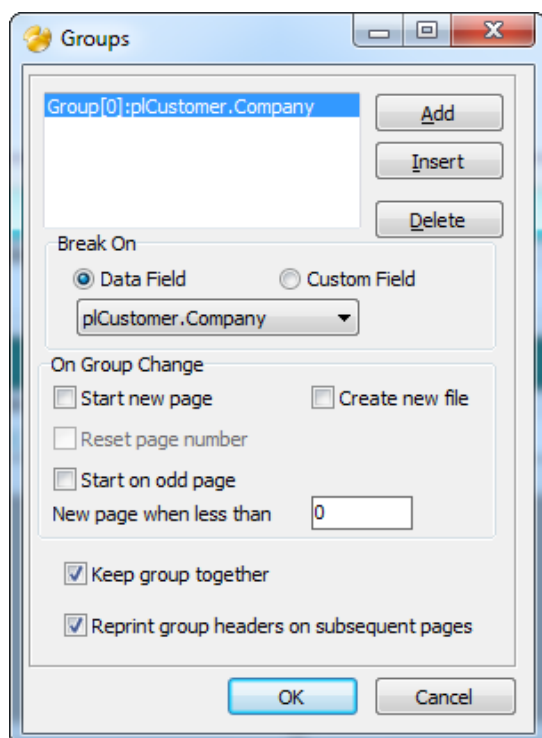 Groups
Group[0]:plCustomer.Company
Add
Insert
Delete
Break On
Data Field
Custom Field
plCustomer.Company
On Group Change
Start new page
Create new file
Reset page number
Start on odd page
New page when less than
0
Keep group together
Reprint group headers on subsequent pages
OK
Cancel